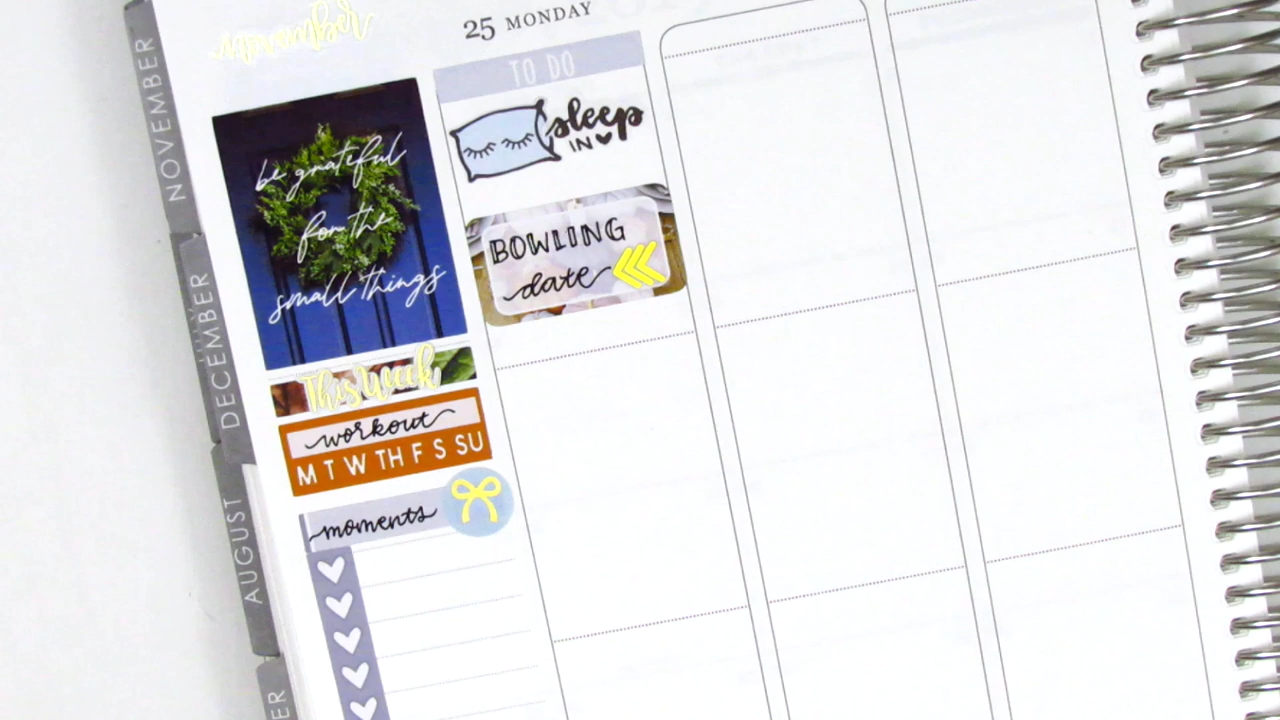 November
25 MONDAY
TO DO
sleep
IN
BOWLING
date
be grateful
for the
small things
This Week
workout
M T W TH F S SU
moments
NOVEMBER
DECEMBER
AUGUST
ER